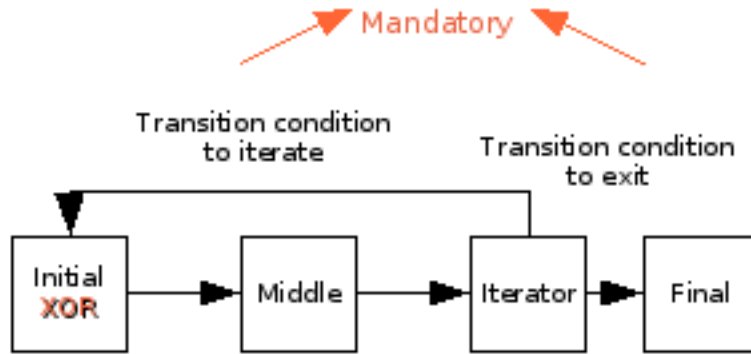 Mandatory
Transition condition
to iterate
Transition condition
to exit
Initial
XOR
Middle
Iterator
Final